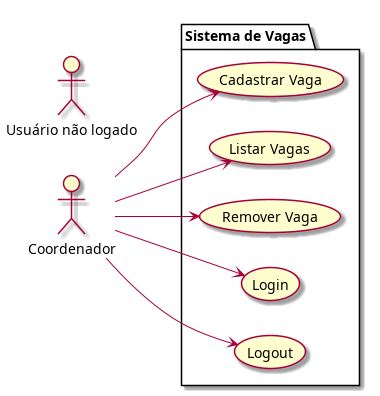 Sistema de Vagas
Cadastrar Vaga
Usuário não logado
Listar Vagas
Remover Vaga
Coordenador
Login
Logout